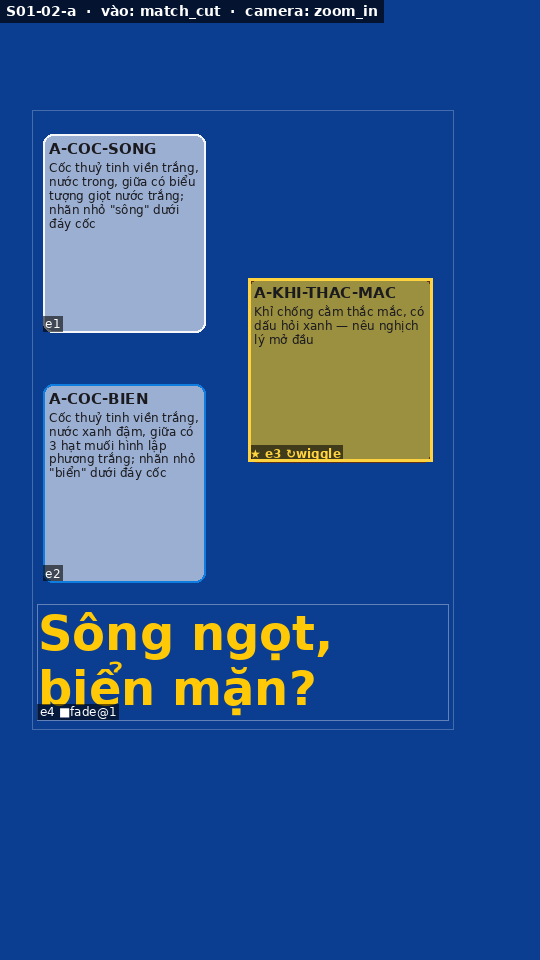 S01-02-a · vào: match_cut · camera: zoom_in
A-COC-SONG
Cốc thuỷ tinh viền trắng,
nước trong, giữa có biểu
tượng giọt nước trắng;
nhãn nhỏ "sông" dưới
đáy cốc
e1
A-KHI-THAC-MAC
Khỉ chống cằm thắc mắc, có
dấu hỏi xanh — nêu nghịch
lý mở đầu
★ e3 ↻wiggle
A-COC-BIEN
Cốc thuỷ tinh viền trắng,
nước xanh đậm, giữa có
3 hạt muối hình lập
phương trắng; nhãn nhỏ
"biển" dưới đáy cốc
e2
Sông ngọt,
biển mặn?
e4 ■fade@1